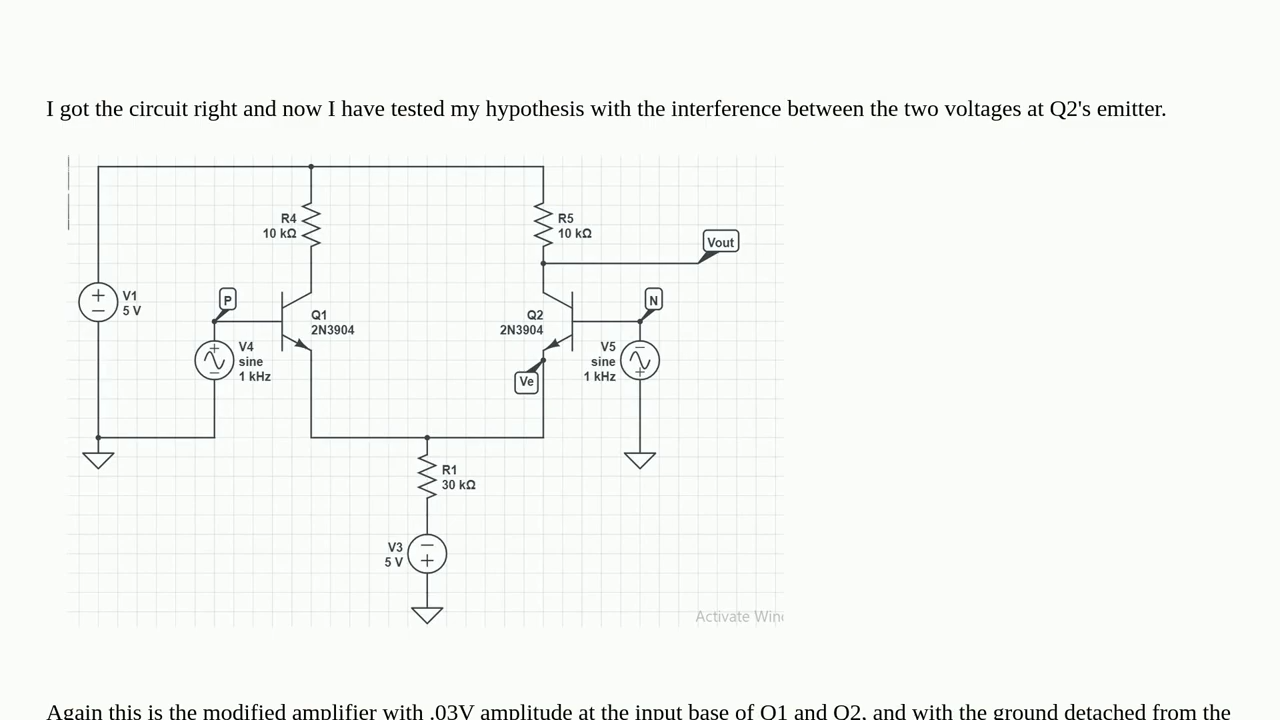 I got the circuit right and now I have tested my hypothesis with the interference between the two voltages at Q2's emitter.
R4
10 kΩ
R5
10 kΩ
Vout
V1
5 V
P
N
Q1
2N3904
Q2
2N3904
V4
sine
1 kHz
V5
sine
1 kHz
Ve
R1
30 kΩ
V3
5 V
Activate Win
Again this is the modified amplifier with .03V amplitude at the input base of Q1 and Q2, and with the ground detached from the